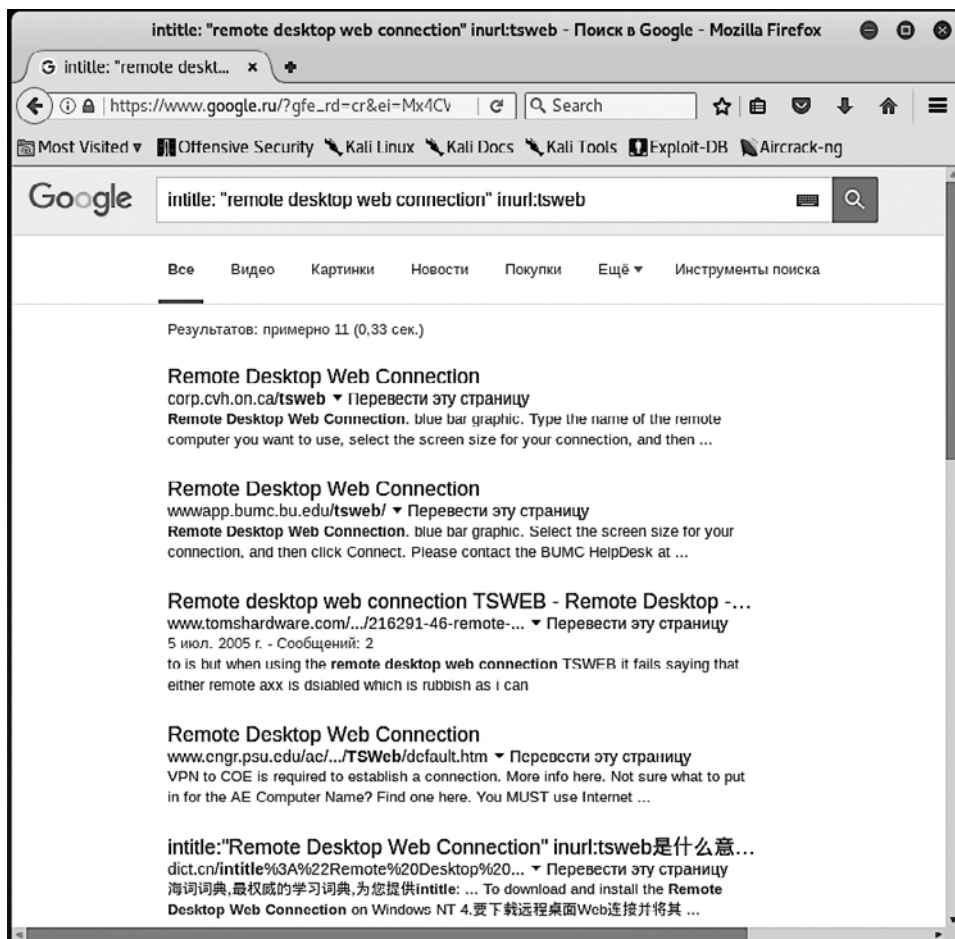 intitle: "remote desktop web connection" inurl:tsweb - Поиск в Google - Mozilla Firefox
G intitle: "remote deskt...
https://www.google.ru/?gfe_rd=cr&ei=Mx4CV
Search
Most Visited
Offensive Security
Kali Linux
Kali Docs
Kali Tools
Exploit-DB
Aircrack-ng
Google
intitle: "remote desktop web connection" inurl:tsweb
Все Видео Картинки Новости Покупки Ещё Инструменты поиска
Результатов: примерно 11 (0,33 сек.)
Remote Desktop Web Connection
corp.cvh.on.ca/tsweb Перевести эту страницу
Remote Desktop Web Connection. blue bar graphic. Type the name of the remote
computer you want to use, select the screen size for your connection, and then ...
Remote Desktop Web Connection
wwwapp.bumc.bu.edu/tsweb/ Перевести эту страницу
Remote Desktop Web Connection. blue bar graphic. Select the screen size for your
connection, and then click Connect. Please contact the BUMC HelpDesk at ...
Remote desktop web connection TSWEB - Remote Desktop -...
www.tomshardware.com/.../216291-46-remote-... Перевести эту страницу
5 июл. 2005 г. - Сообщений: 2
to is but when using the remote desktop web connection TSWEB it fails saying that
either remote axx is dsiabled which is rubbish as i can
Remote Desktop Web Connection
www.engr.psu.edu/ae/.../TSWeb/default.htm Перевести эту страницу
VPN to COE is required to establish a connection. More info here. Not sure what to put
in for the AE Computer Name? Find one here. You MUST use Internet ...
intitle:"Remote Desktop Web Connection" inurl:tsweb是什么意...
dict.cn/intitle%3A%22Remote%20Desktop%20... Перевести эту страницу
海词词典,最权威的学习词典,为您提供intitle: ... To download and install the Remote
Desktop Web Connection on Windows NT 4.要下载远程桌面Web连接并将其 ...